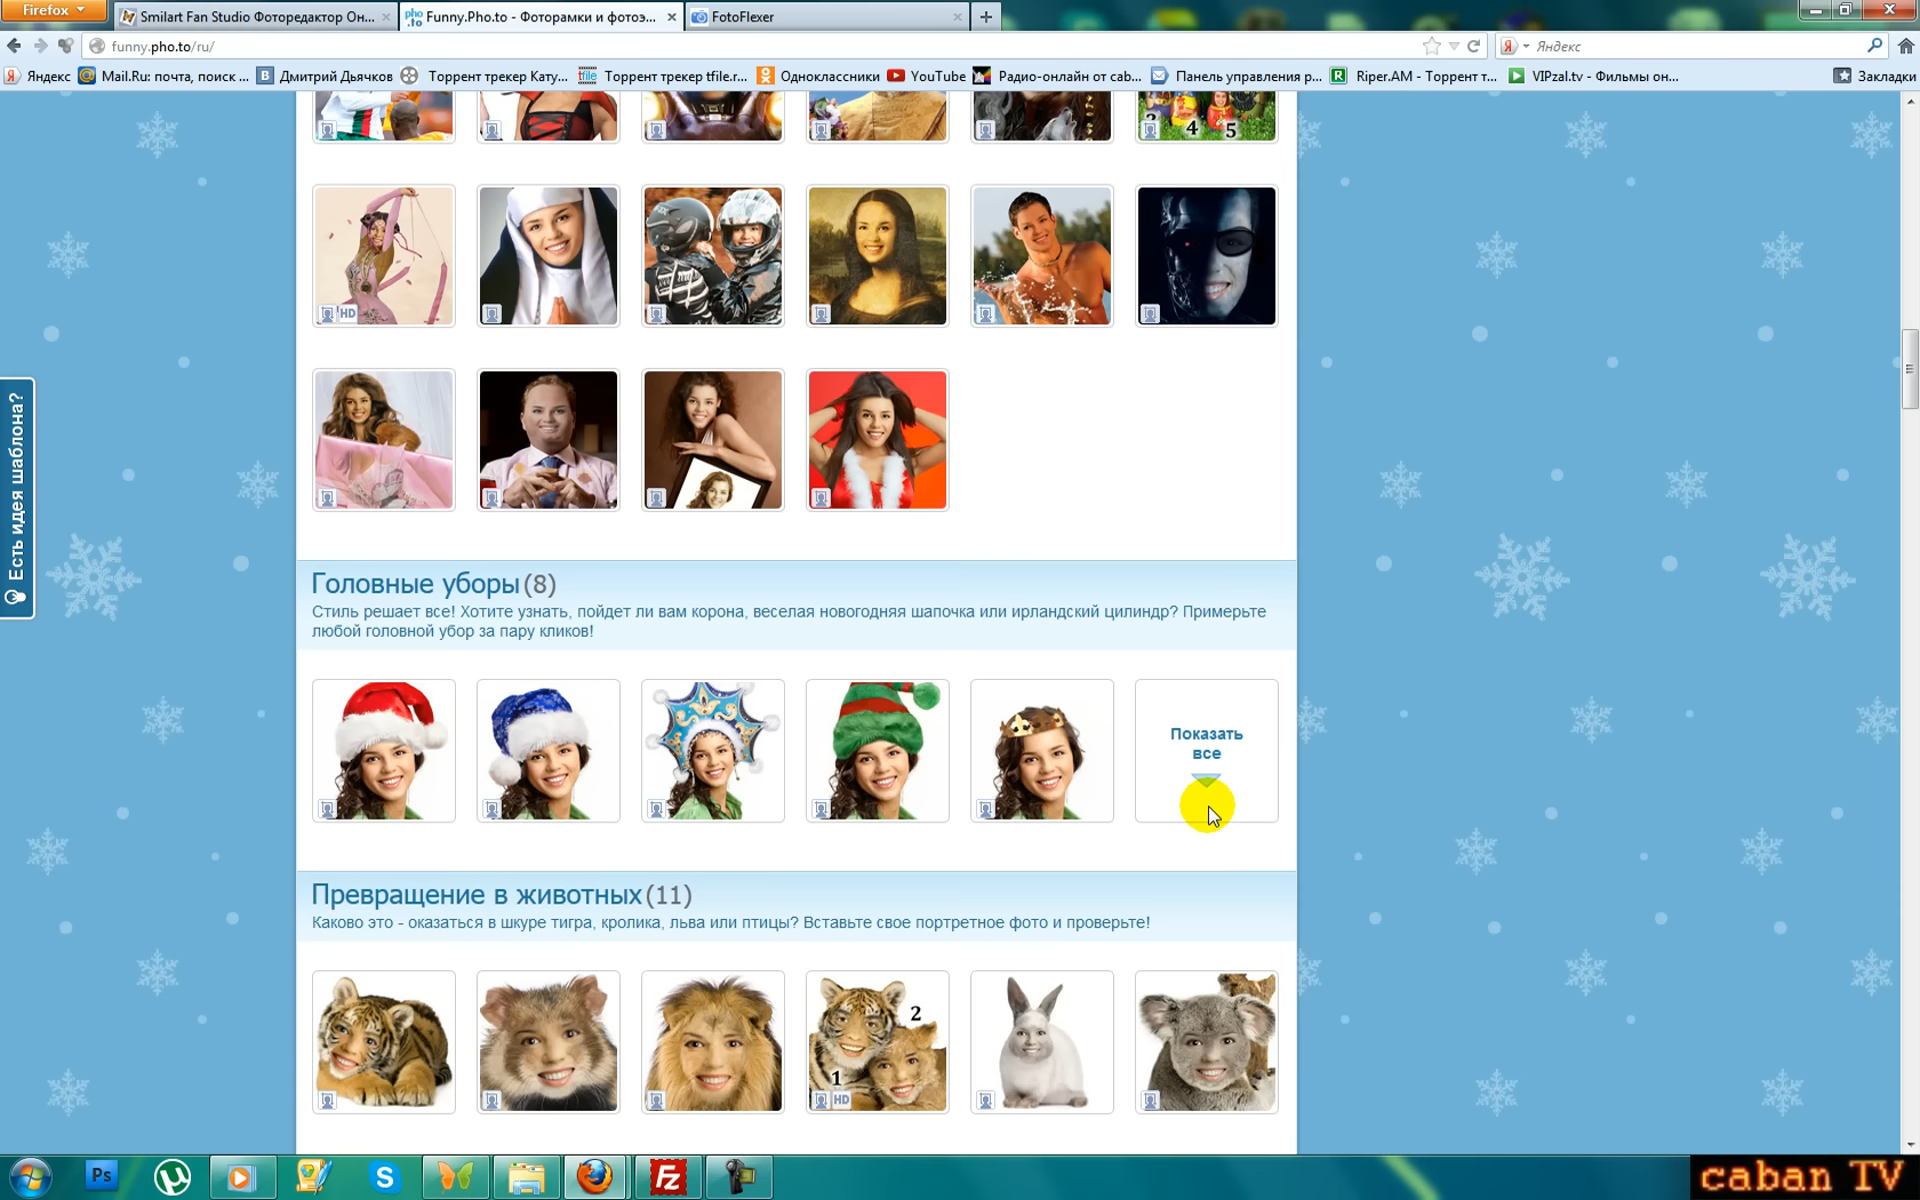 Firefox
Smilart Fan Studio Фоторедактор Он...
Funny.Pho.to - Фоторамки и фотоэ...
FotoFlexer
funny.pho.to/ru/
Яндекс
Яндекс
Mail.Ru: почта, поиск ...
Дмитрий Дьячков
Торрент трекер Кату...
Торрент трекер tfile.r...
Одноклассники
YouTube
Радио-онлайн от cab...
Панель управления р...
Riper.AM - Торрент т...
VIPzal.tv - Фильмы он...
Закладки
3 4 5
HD
Есть идея шаблона?
Головные уборы (8)
Стиль решает все! Хотите узнать, пойдет ли вам корона, веселая новогодняя шапочка или ирландский цилиндр? Примерьте
любой головной убор за пару кликов!
Показать
все
Превращение в животных (11)
Каково это - оказаться в шкуре тигра, кролика, льва или птицы? Вставьте свое портретное фото и проверьте!
2
1
HD
Ps
Fz
caban TV